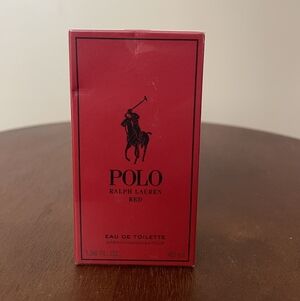 POLO
RALPH LAUREN
RED
EAU DE TOILETTE